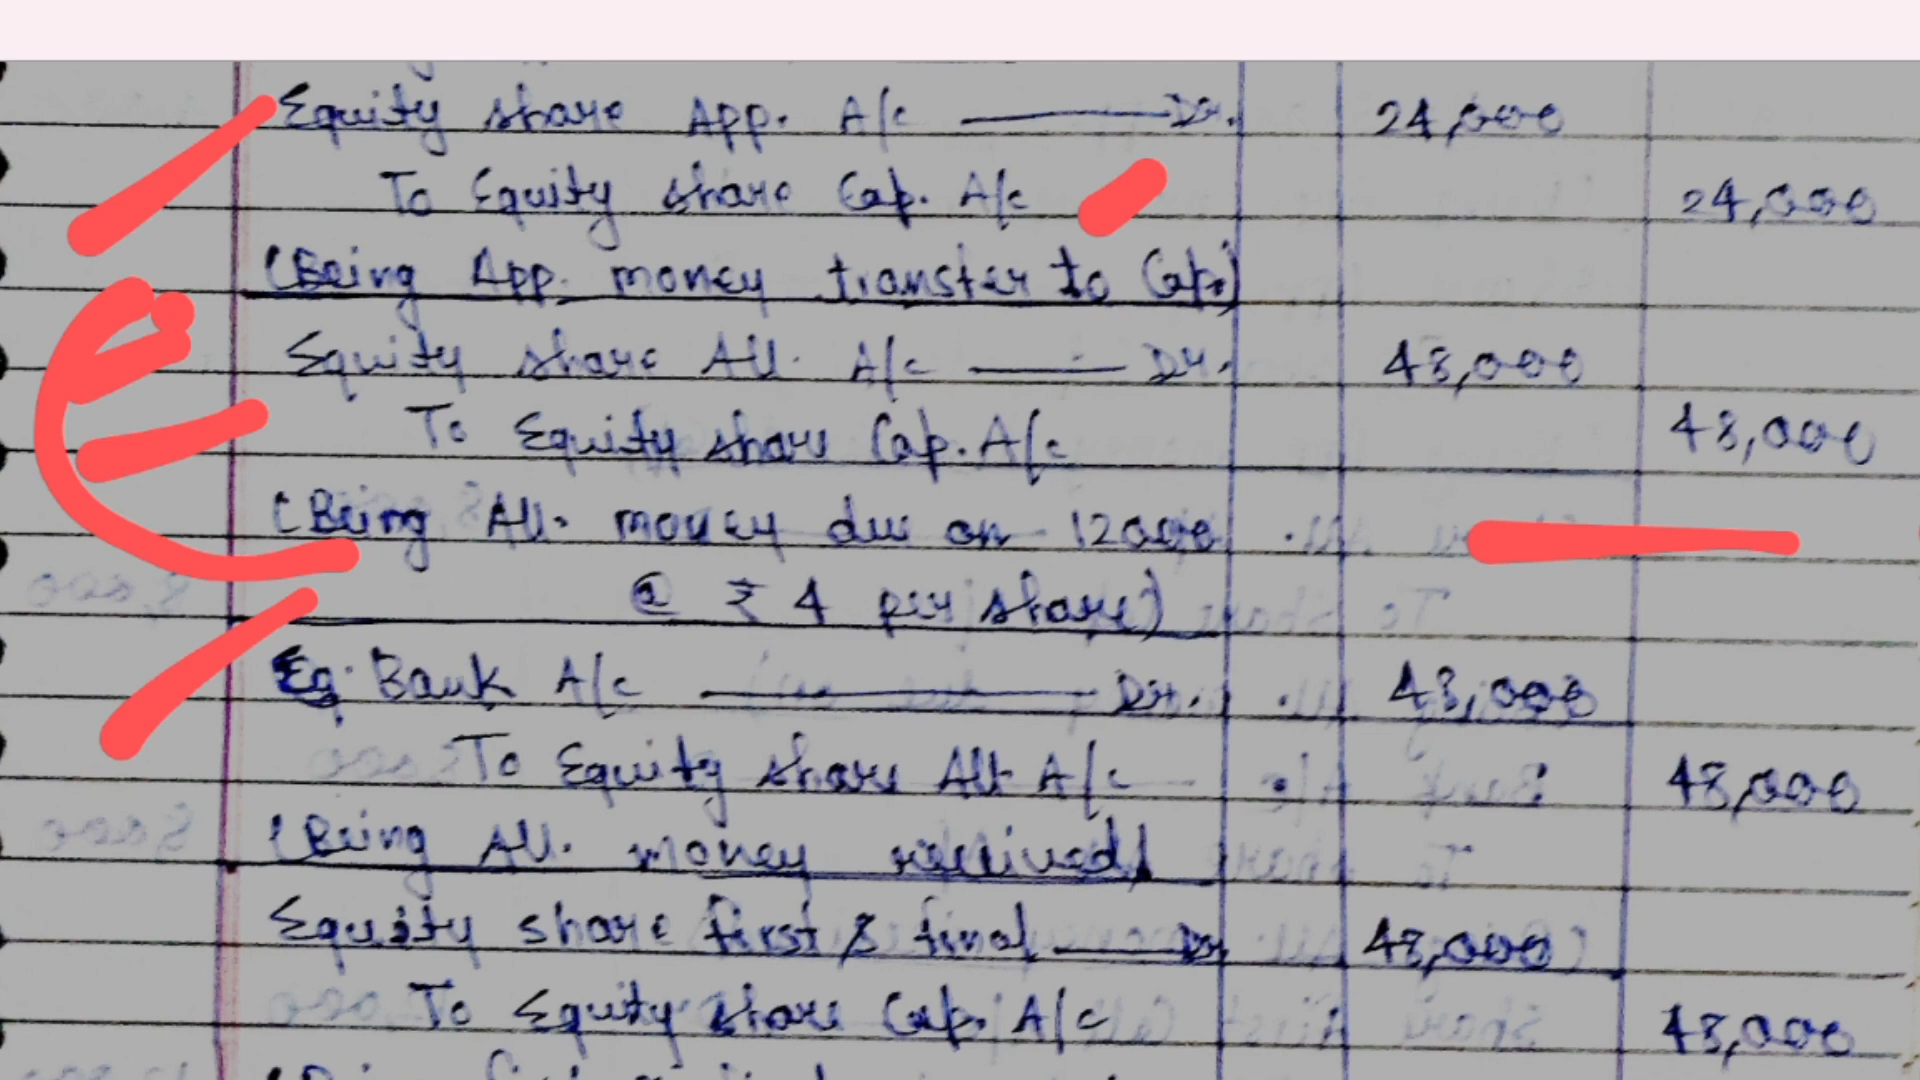 Equity share App. A/c ——— Dr. 24,000
To Equity share Cap. A/c 24,000
(Being App. money transfer to Cap.)
Equity share All. A/c ——— Dr. 48,000
To Equity share Cap. A/c 48,000
(Being All. money due on 12000
@ ₹ 4 per share)
Eq. Bank A/c ——— Dr. 48,000
To Equity share All A/c 48,000
(Being All. money received)
Equity share first & final ——— Dr. 48,000
To Equity share Cap. A/c 48,000